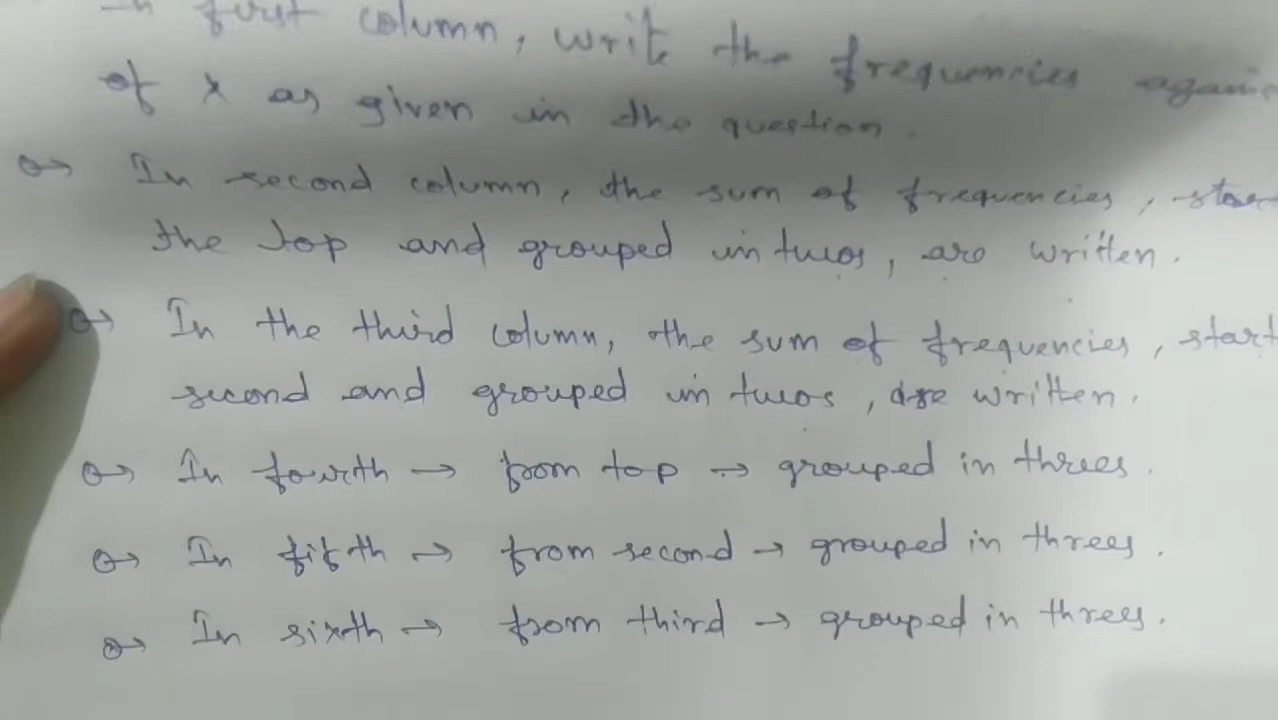 In first column, write the frequencies
of x as given in the question.
In second column, the sum of frequencies,
the top and grouped in twos, are written.
In the third column, the sum of frequencies, start
second and grouped in twos, are written.
In fourth → from top → grouped in threes.
In fifth → from second → grouped in threes.
In sixth → from third → grouped in threes.